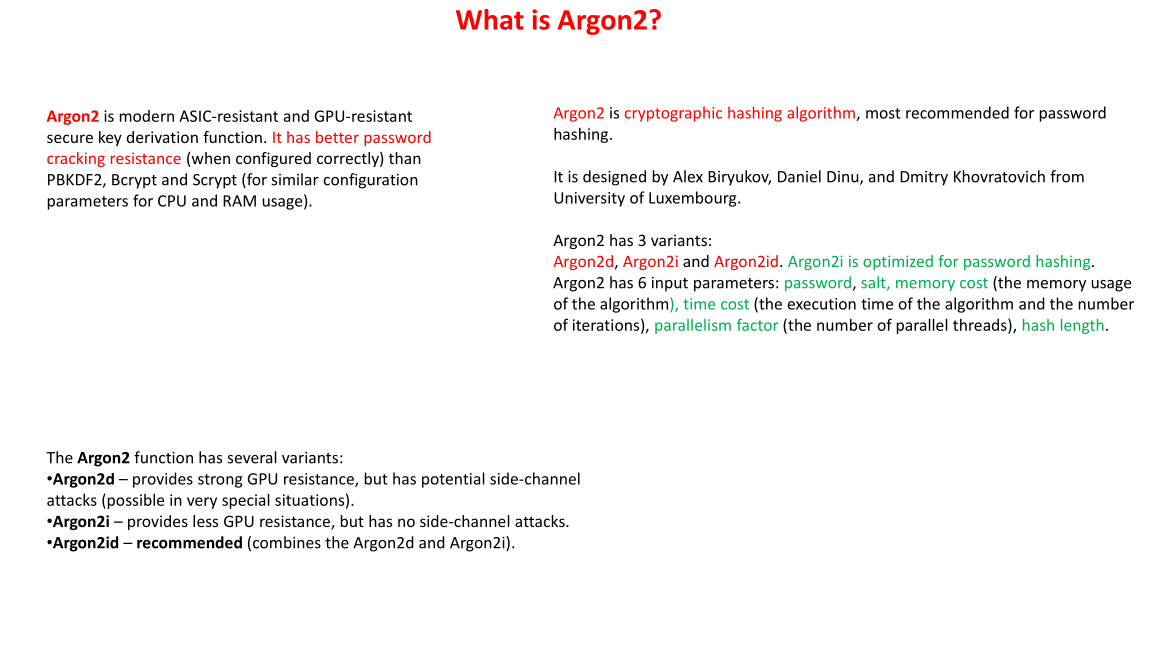 What is Argon2?
Argon2 is modern ASIC-resistant and GPU-resistant
secure key derivation function. It has better password
cracking resistance (when configured correctly) than
PBKDF2, Bcrypt and Scrypt (for similar configuration
parameters for CPU and RAM usage).
Argon2 is cryptographic hashing algorithm, most recommended for password
hashing.
It is designed by Alex Biryukov, Daniel Dinu, and Dmitry Khovratovich from
University of Luxembourg.
Argon2 has 3 variants:
Argon2d, Argon2i and Argon2id. Argon2i is optimized for password hashing.
Argon2 has 6 input parameters: password, salt, memory cost (the memory usage
of the algorithm), time cost (the execution time of the algorithm and the number
of iterations), parallelism factor (the number of parallel threads), hash length.
The Argon2 function has several variants:
•Argon2d – provides strong GPU resistance, but has potential side-channel
attacks (possible in very special situations).
•Argon2i – provides less GPU resistance, but has no side-channel attacks.
•Argon2id – recommended (combines the Argon2d and Argon2i).